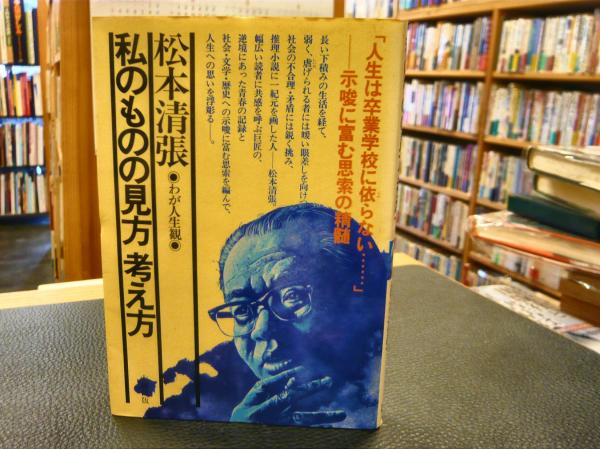 「人生は卒業学校に依らない……」
──示唆に富む思索の精髄
長い下積みの生活を経て、
弱く、虐げられる者には暖い眼差しを向け、
社会の不合理・矛盾には鋭く挑み、
推理小説に一紀元を画した人──松本清張。
幅広い読者に共感を呼ぶ巨匠の、
逆境にあった青春の記録と
社会・文学・歴史への示唆に富む思索を編んで、
人生への思いを浮彫る──。
松本清張
●わが人生観●
私のものの見方 考え方
版